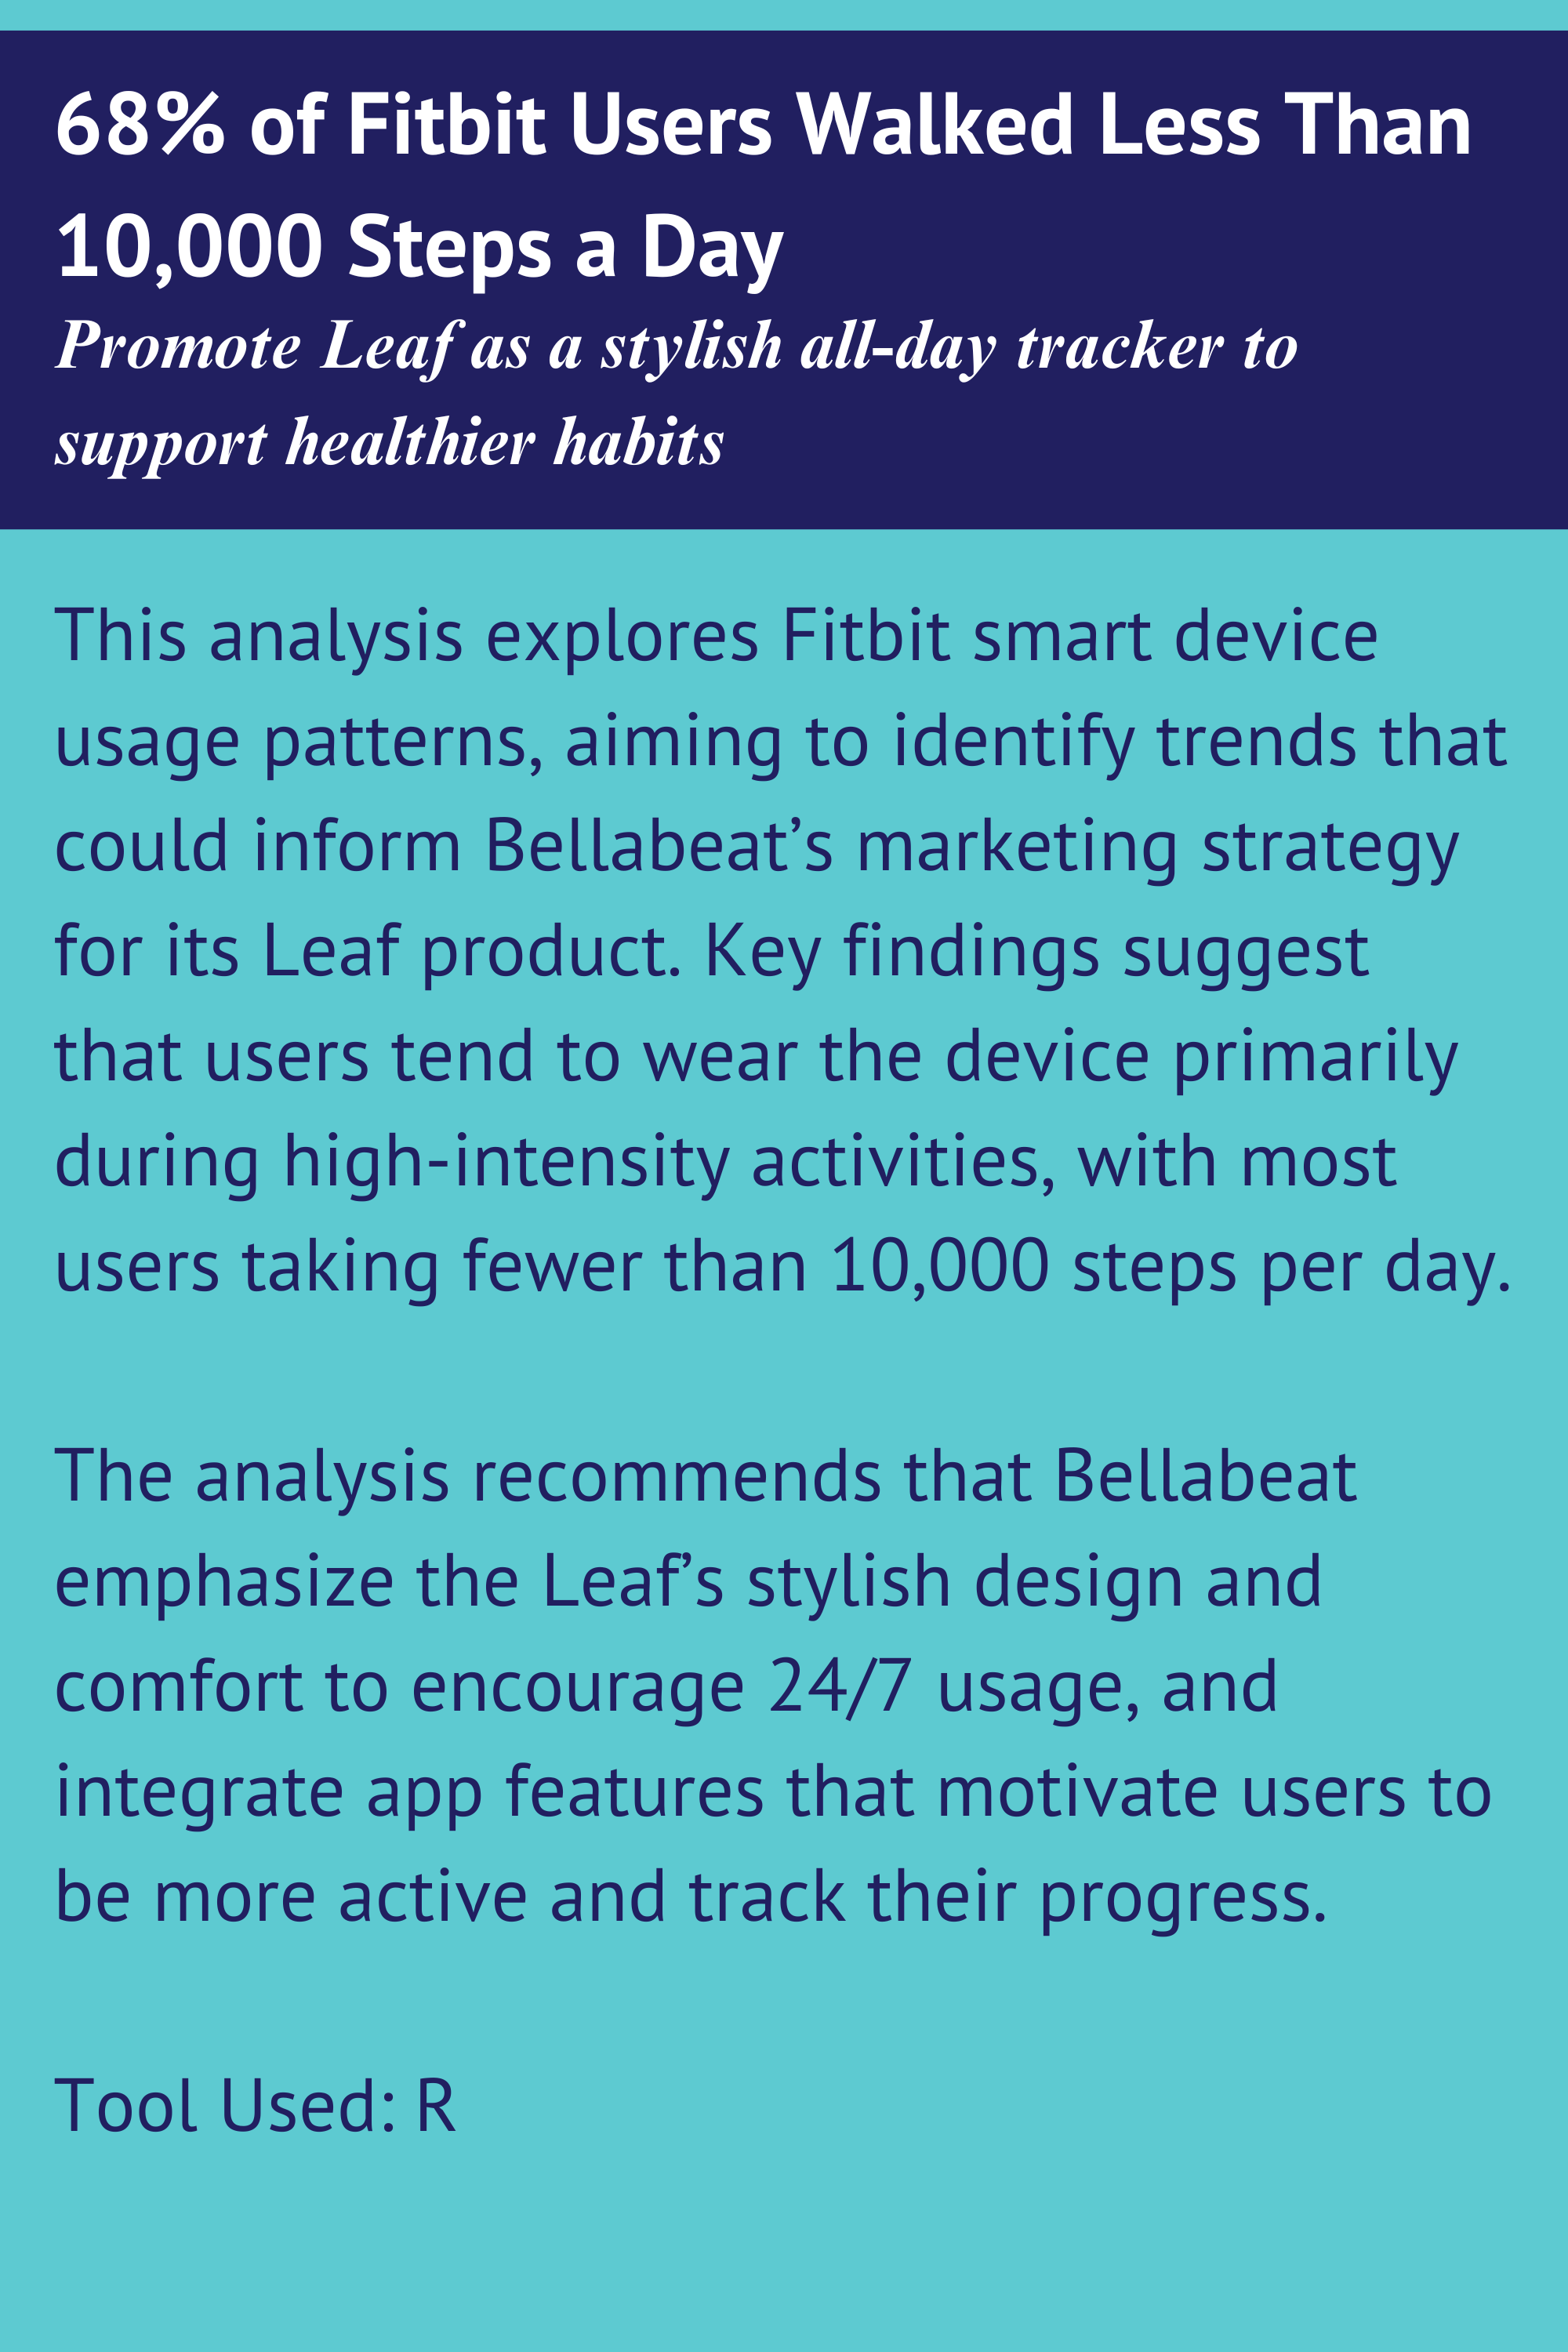 68% of Fitbit Users Walked Less Than
10,000 Steps a Day
Promote Leaf as a stylish all-day tracker to
support healthier habits
This analysis explores Fitbit smart device
usage patterns, aiming to identify trends that
could inform Bellabeat’s marketing strategy
for its Leaf product. Key findings suggest
that users tend to wear the device primarily
during high-intensity activities, with most
users taking fewer than 10,000 steps per day.
The analysis recommends that Bellabeat
emphasize the Leaf’s stylish design and
comfort to encourage 24/7 usage, and
integrate app features that motivate users to
be more active and track their progress.
Tool Used: R